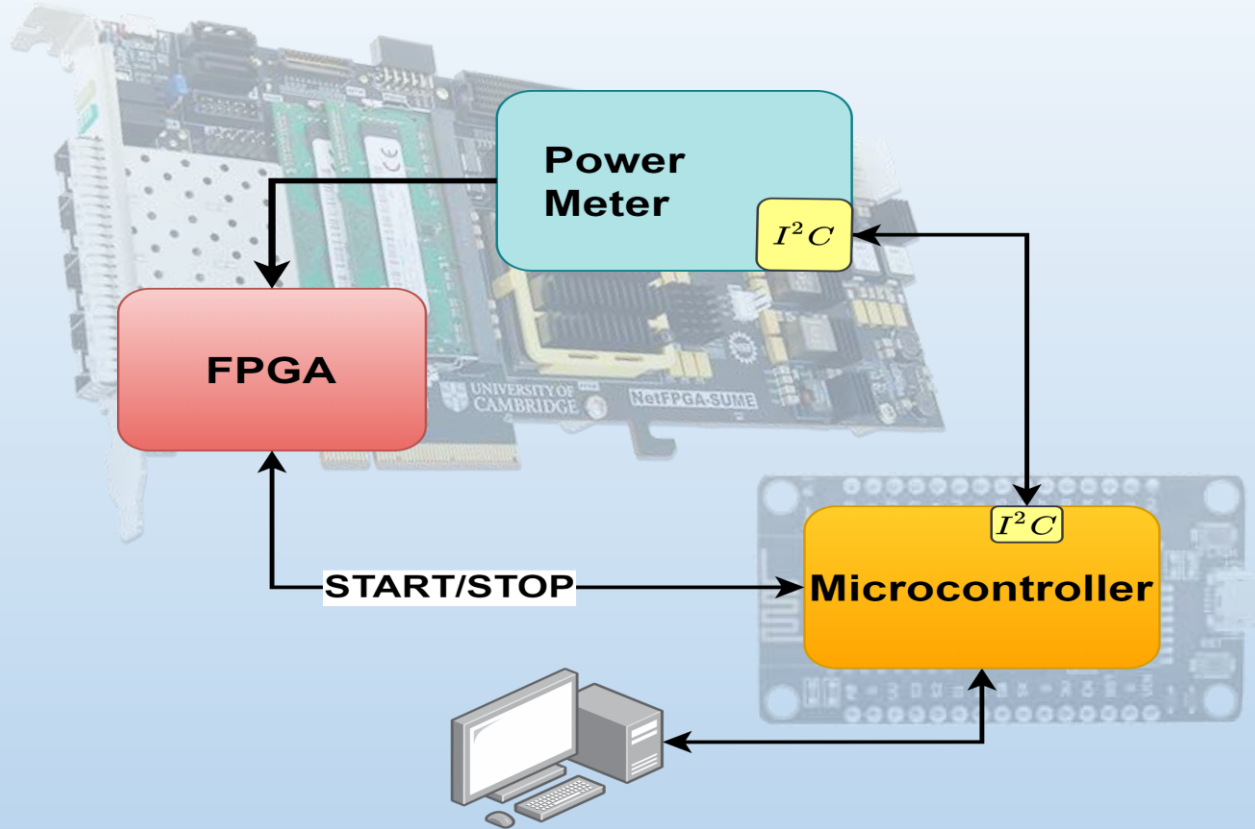 Power
Meter
I²C
FPGA
UNIVERSITY OF
CAMBRIDGE
NetFPGA-SUME
I²C
START/STOP
Microcontroller